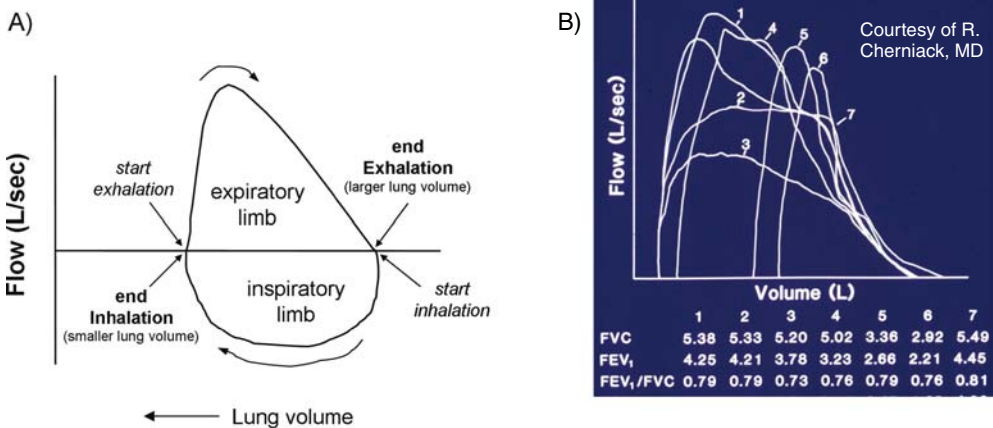 A)
Flow (L/sec)
start
exhalation
end
Exhalation
(larger lung volume)
expiratory
limb
end
Inhalation
(smaller lung volume)
inspiratory
limb
start
inhalation
Lung volume
B)
Courtesy of R.
Cherniack, MD
Flow (L/sec)
1
4
5
6
2
7
3
Volume (L)
1 2 3 4 5 6 7
FVC 5.38 5.33 5.20 5.02 3.36 2.92 5.49
FEV₁ 4.25 4.21 3.78 3.23 2.66 2.21 4.45
FEV₁/FVC 0.79 0.79 0.73 0.76 0.79 0.76 0.81